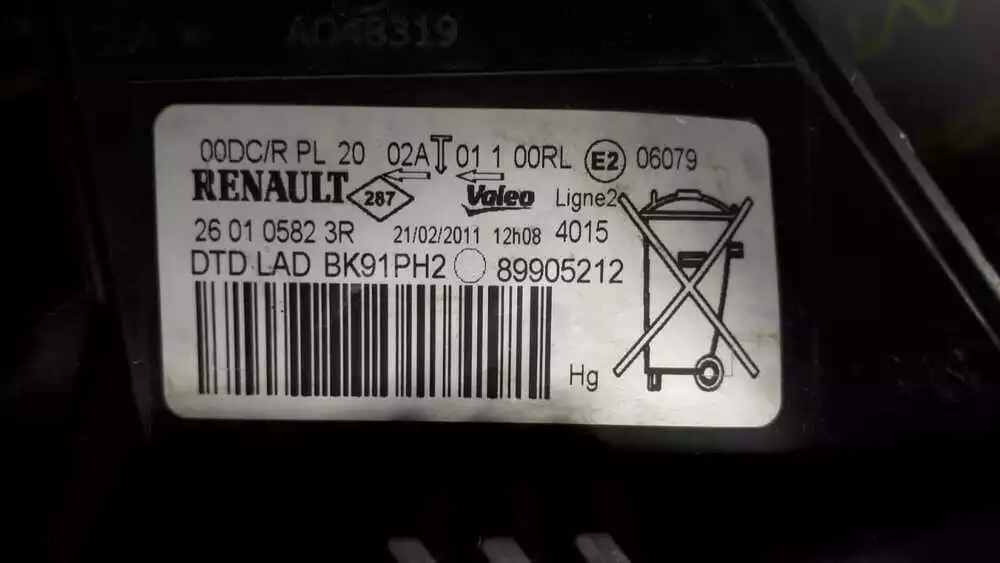 A048319
00DC/R PL 20 02A 01 1 00RL E2 06079
RENAULT 287 Valeo Ligne2
26 01 0582 3R 21/02/2011 12h08 4015
DTD LAD BK91PH2 89905212
Hg